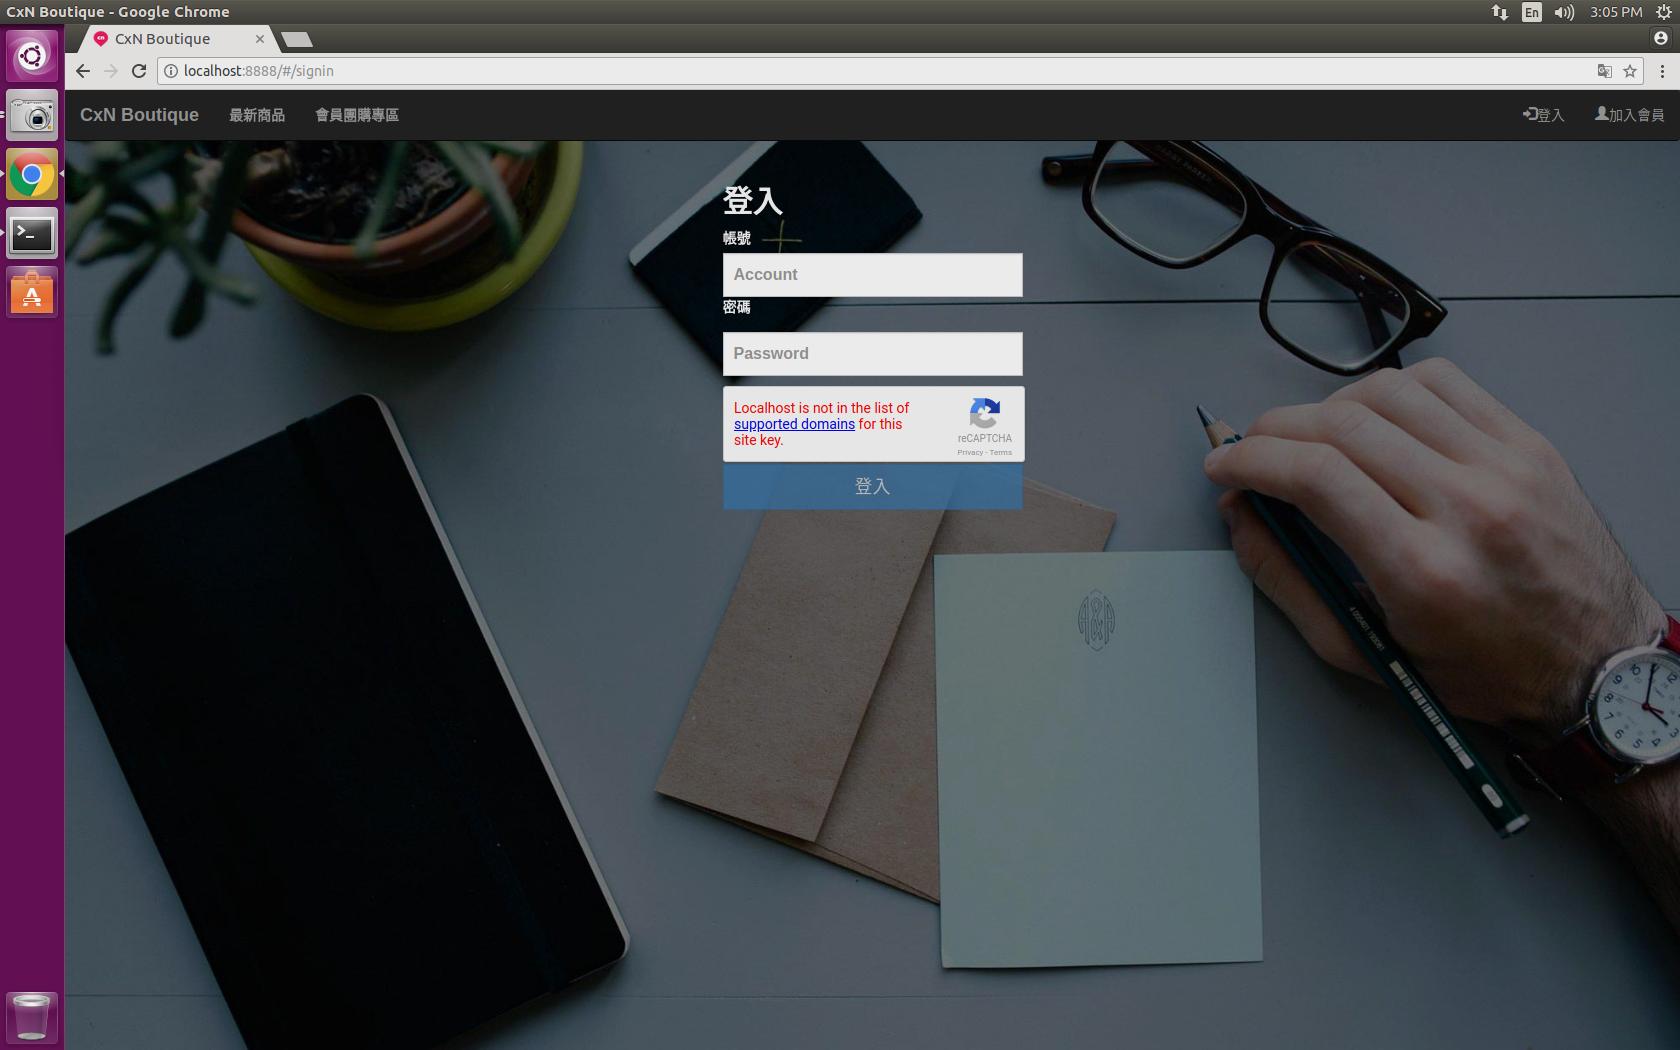 CxN Boutique - Google Chrome
En
3:05 PM
CxN Boutique
localhost:8888/#/signin
CxN Boutique
最新商品
會員團購專區
登入
加入會員
登入
帳號
Account
密碼
Password
Localhost is not in the list of
supported domains for this
site key.
reCAPTCHA
Privacy - Terms
登入
A&A